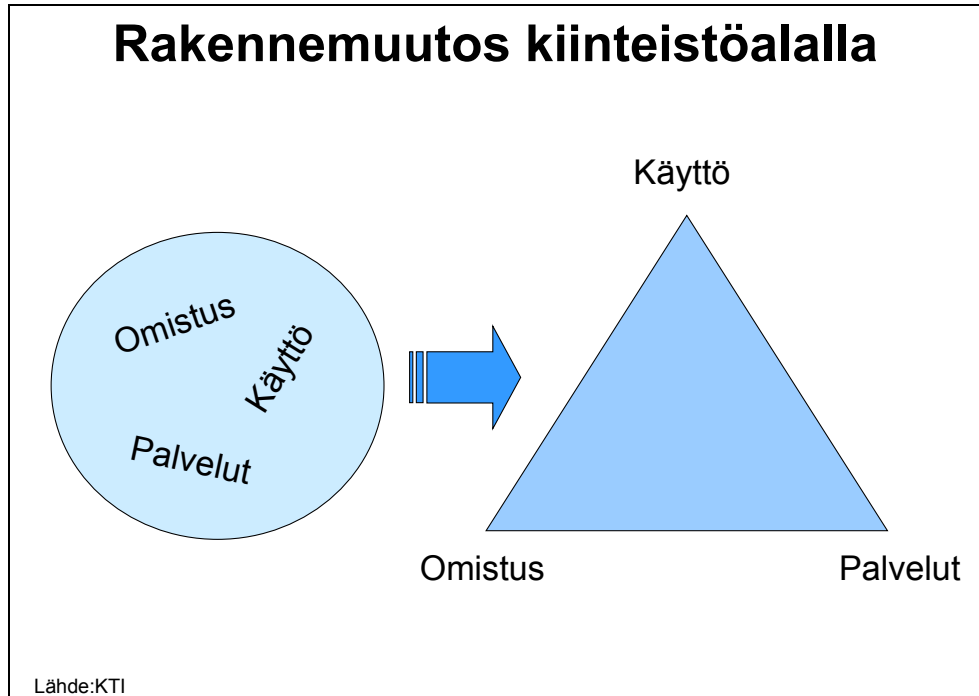 Rakennemuutos kiinteistöalalla
Omistus
Käyttö
Palvelut
Käyttö
Omistus
Palvelut
Lähde:KTI